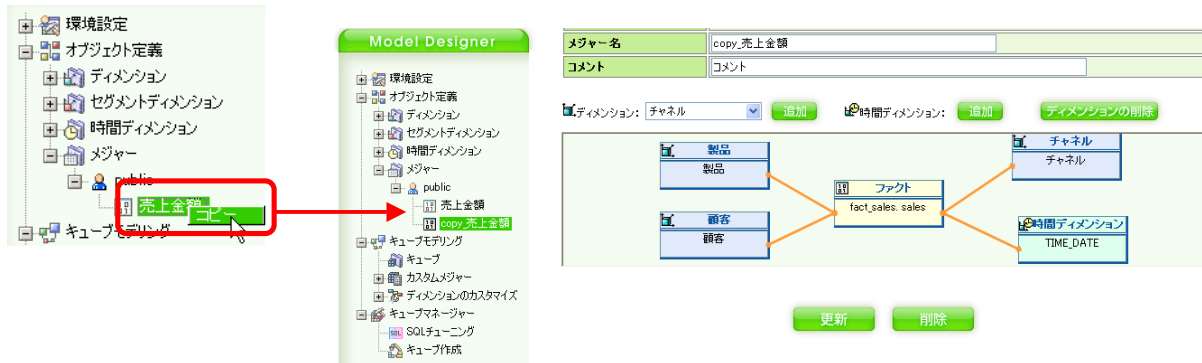 環境設定
オブジェクト定義
ディメンション
セグメントディメンション
時間ディメンション
メジャー
public
売上金額
コピー
キューブモデリング
Model Designer
環境設定
オブジェクト定義
ディメンション
セグメントディメンション
時間ディメンション
メジャー
public
売上金額
copy_売上金額
キューブモデリング
キューブ
カスタムメジャー
ディメンションのカスタマイズ
キューブマネージャー
SQLチューニング
キューブ作成
メジャー名 copy_売上金額
コメント コメント
ディメンション: チャネル 追加 時間ディメンション: 追加 ディメンションの削除
製品
製品
顧客
顧客
ファクト
fact_sales. sales
チャネル
チャネル
時間ディメンション
TIME_DATE
更新 削除